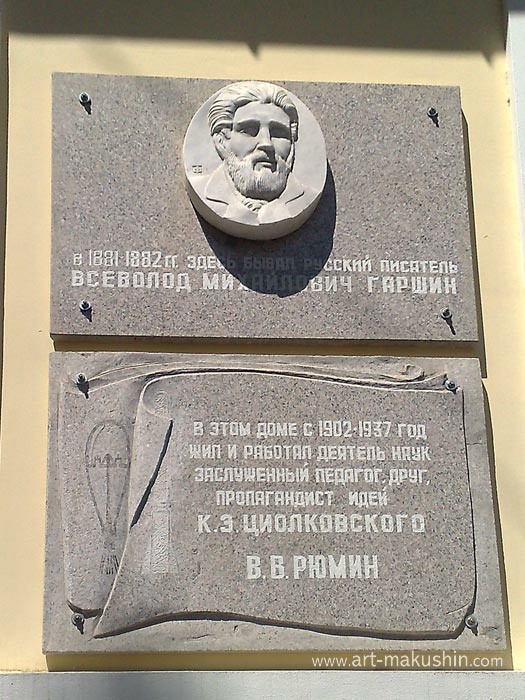 в 1881-1882 гг. ЗДЕСЬ БЫВАЛ РУССКИЙ ПИСАТЕЛЬ
ВСЕВОЛОД МИХАЙЛОВИЧ ГАРШИН
В ЭТОМ ДОМЕ С 1902-1937 ГОД
ЖИЛ И РАБОТАЛ ДЕЯТЕЛЬ НАУК
ЗАСЛУЖЕННЫЙ ПЕДАГОГ, ДРУГ,
ПРОПАГАНДИСТ ИДЕЙ
К.Э. ЦИОЛКОВСКОГО
В.В. РЮМИН
www.art-makushin.com